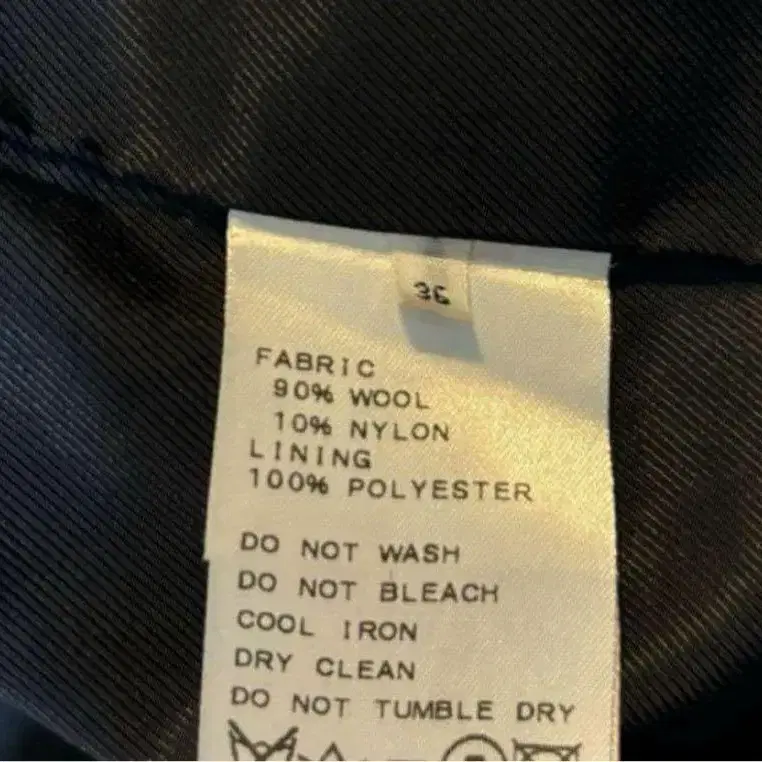 36
FABRIC
90% WOOL
10% NYLON
LINING
100% POLYESTER
DO NOT WASH
DO NOT BLEACH
COOL IRON
DRY CLEAN
DO NOT TUMBLE DRY